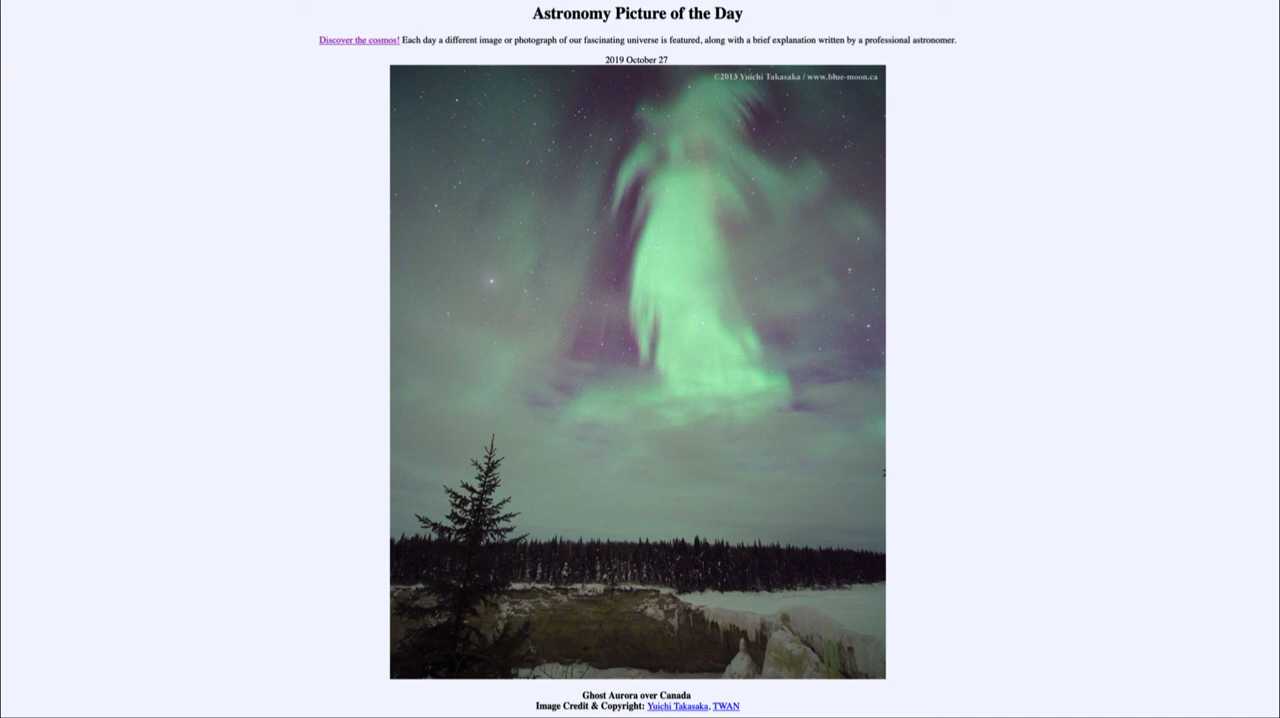 Astronomy Picture of the Day
Discover the cosmos! Each day a different image or photograph of our fascinating universe is featured, along with a brief explanation written by a professional astronomer.
2019 October 27
©2013 Yuichi Takasaka / www.blue-moon.ca
Ghost Aurora over Canada
Image Credit & Copyright: Yuichi Takasaka, TWAN